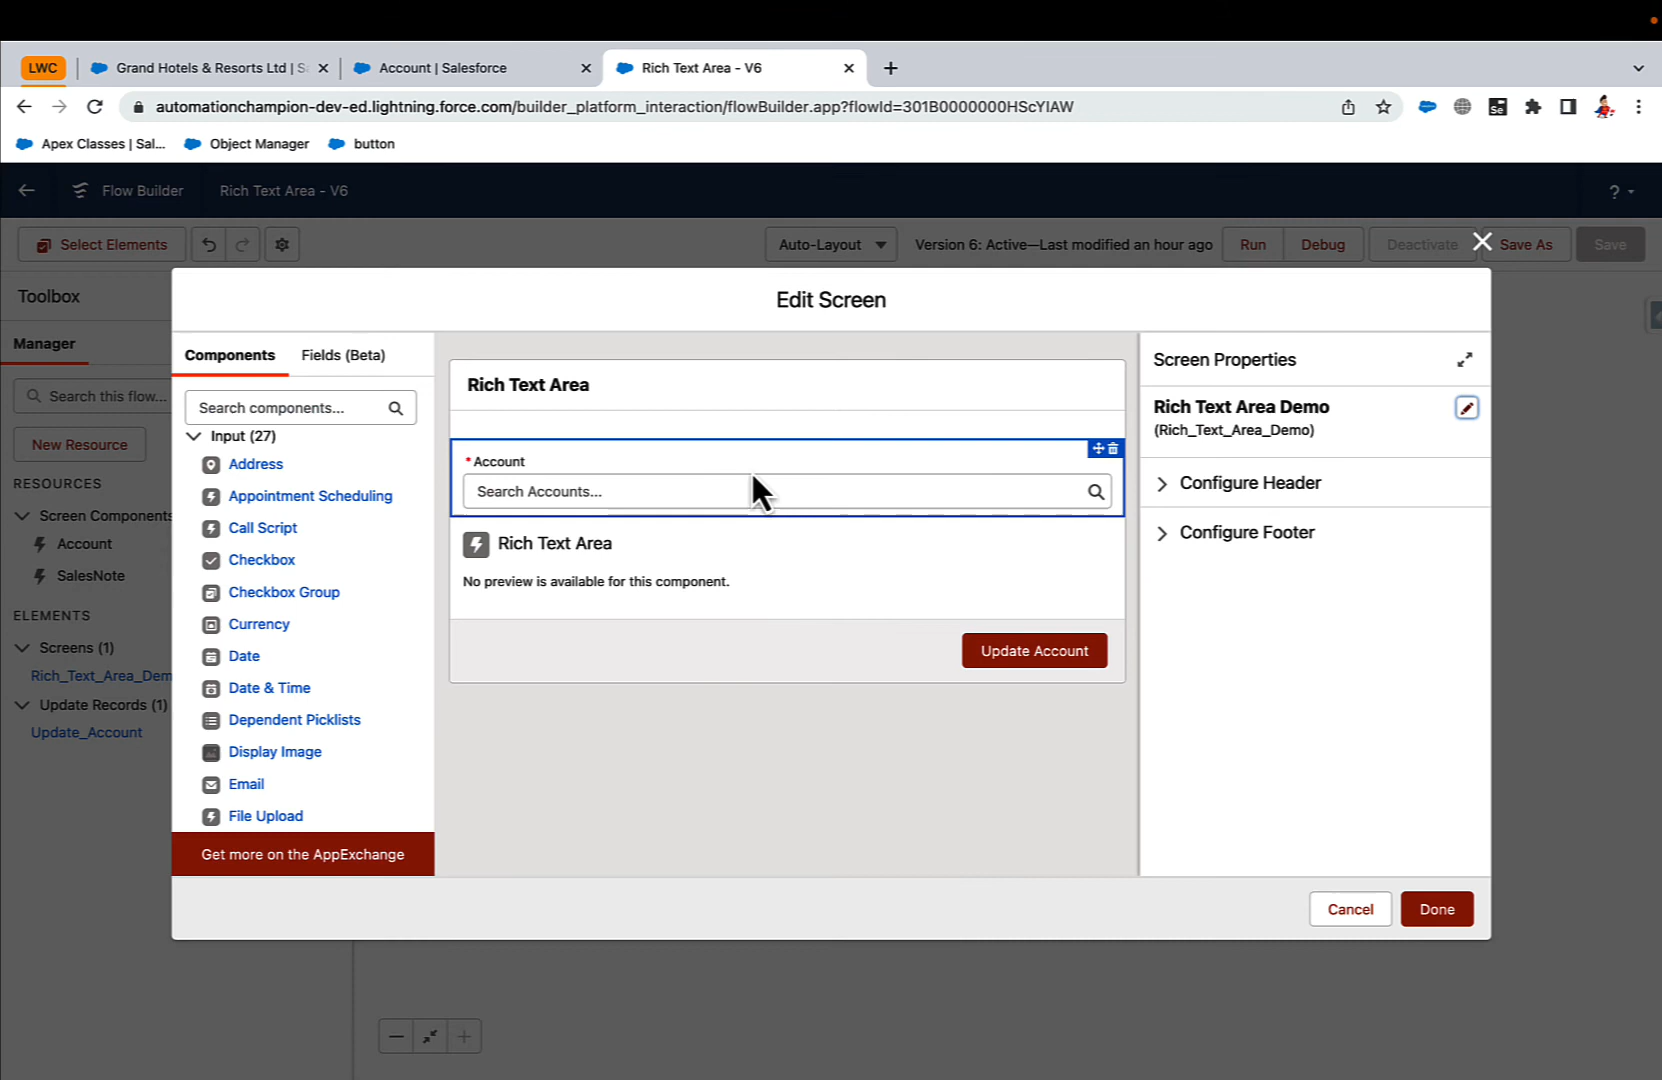 LWC
Grand Hotels & Resorts Ltd | S
Account | Salesforce
Rich Text Area - V6
automationchampion-dev-ed.lightning.force.com/builder_platform_interaction/flowBuilder.app?flowId=301B0000000HScYIAW
Se
Apex Classes | Sal...
Object Manager
button
Flow Builder
Rich Text Area - V6
?
Select Elements
Auto-Layout
Version 6: Active—Last modified an hour ago
Run
Debug
Deactivate
Save As
Save
Toolbox
Manager
Search this flow...
New Resource
RESOURCES
Screen Components
Account
SalesNote
ELEMENTS
Screens (1)
Rich_Text_Area_Dem
Update Records (1)
Update_Account
Edit Screen
Components
Fields (Beta)
Search components...
Input (27)
Address
Appointment Scheduling
Call Script
Checkbox
Checkbox Group
Currency
Date
Date & Time
Dependent Picklists
Display Image
Email
File Upload
Get more on the AppExchange
Rich Text Area
* Account
Search Accounts...
Rich Text Area
No preview is available for this component.
Update Account
Screen Properties
Rich Text Area Demo
(Rich_Text_Area_Demo)
Configure Header
Configure Footer
Cancel
Done